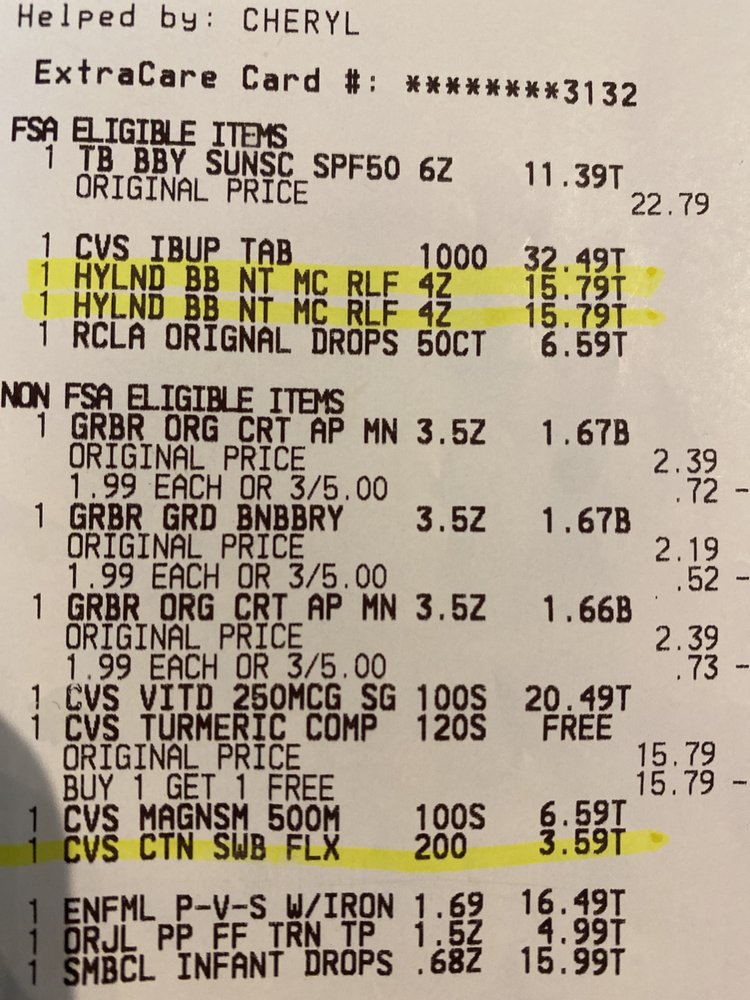 Helped by: CHERYL
ExtraCare Card #: ********3132
FSA ELIGIBLE ITEMS
1 TB BBY SUNSC SPF50 6Z 11.39T
ORIGINAL PRICE 22.79
1 CVS IBUP TAB 1000 32.49T
1 HYLND BB NT MC RLF 4Z 15.79T
1 HYLND BB NT MC RLF 4Z 15.79T
1 RCLA ORIGNAL DROPS 50CT 6.59T
NON FSA ELIGIBLE ITEMS
1 GRBR ORG CRT AP MN 3.5Z 1.67B
ORIGINAL PRICE 2.39
1.99 EACH OR 3/5.00 .72 -
1 GRBR GRD BNBBRY 3.5Z 1.67B
ORIGINAL PRICE 2.19
1.99 EACH OR 3/5.00 .52 -
1 GRBR ORG CRT AP MN 3.5Z 1.66B
ORIGINAL PRICE 2.39
1.99 EACH OR 3/5.00 .73 -
1 CVS VITD 250MCG SG 100S 20.49T
1 CVS TURMERIC COMP 120S FREE
ORIGINAL PRICE 15.79
BUY 1 GET 1 FREE 15.79 -
1 CVS MAGNSM 500M 100S 6.59T
1 CVS CTN SWB FLX 200 3.59T
1 ENFML P-V-S W/IRON 1.69 16.49T
1 ORJL PP FF TRN TP 1.5Z 4.99T
1 SMBCL INFANT DROPS .68Z 15.99T